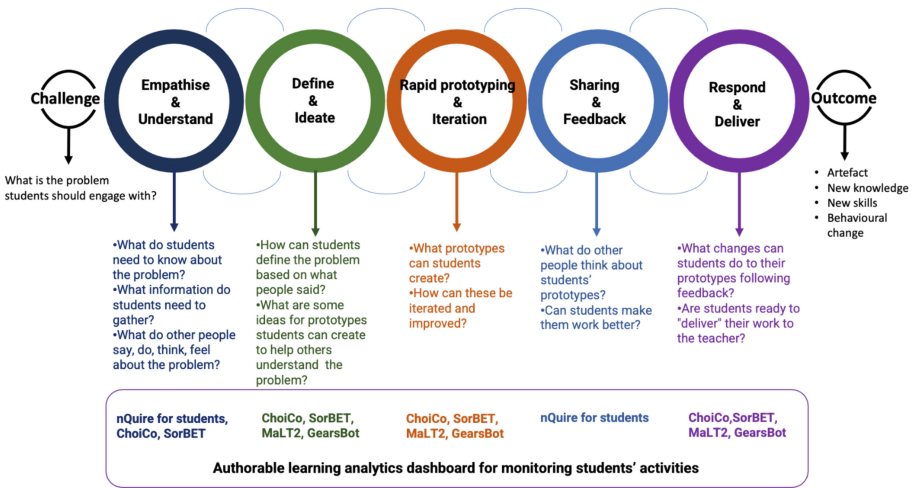 Challenge
What is the problem
students should engage with?
Empathise
&
Understand
Define
&
Ideate
Rapid prototyping
&
Iteration
Sharing
&
Feedback
Respond
&
Deliver
Outcome
• Artefact
• New knowledge
• New skills
• Behavioural
change
•What do students
need to know about
the problem?
•What information do
students need to
gather?
•What do other people
say, do, think, feel
about the problem?
•How can students
define the problem
based on what
people said?
•What are some
ideas for prototypes
students can create
to help others
understand the
problem?
•What prototypes
can students
create?
•How can these be
iterated and
improved?
•What do other
people think about
students'
prototypes?
•Can students make
them work better?
•What changes can
students do to their
prototypes following
feedback?
•Are students ready to
"deliver" their work to
the teacher?
nQuire for students,
ChoiCo, SorBET
ChoiCo, SorBET,
MaLT2, GearsBot
ChoiCo, SorBET,
MaLT2, GearsBot
nQuire for students
ChoiCo,SorBET,
MaLT2, GearsBot
Authorable learning analytics dashboard for monitoring students' activities